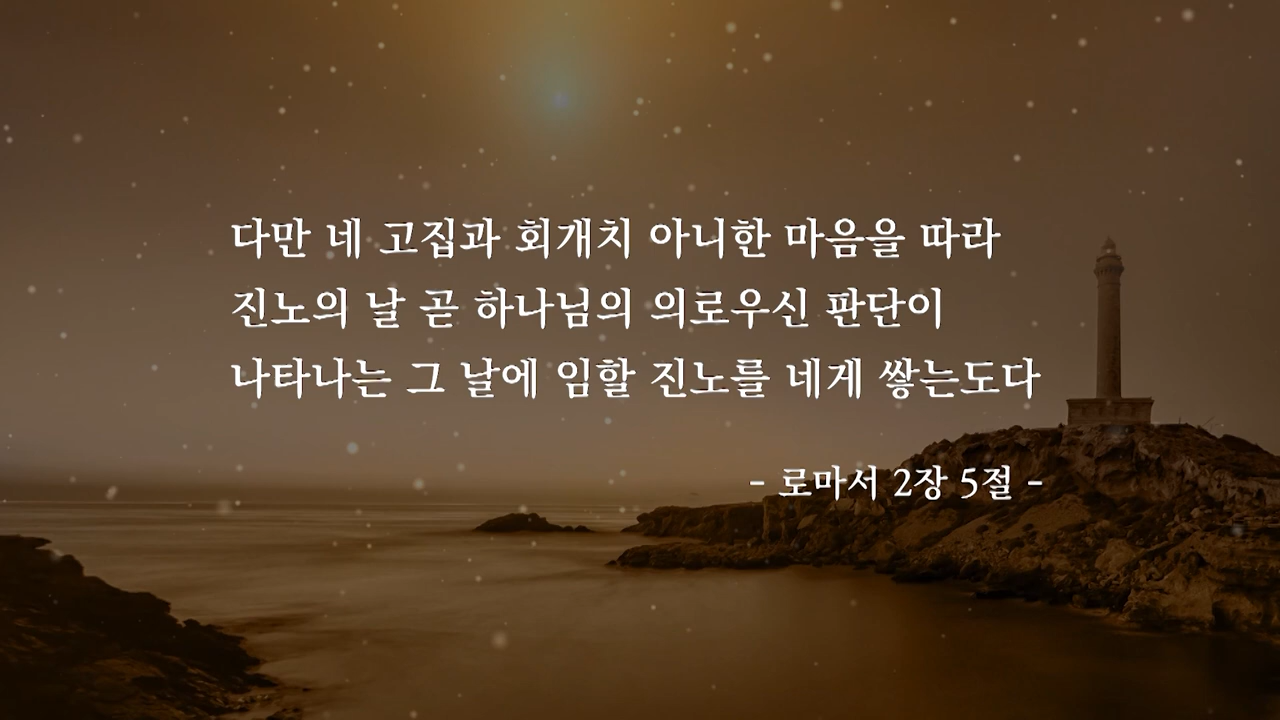 다만 네 고집과 회개치 아니한 마음을 따라
진노의 날 곧 하나님의 의로우신 판단이
나타나는 그 날에 임할 진노를 네게 쌓는도다
- 로마서 2장 5절 -